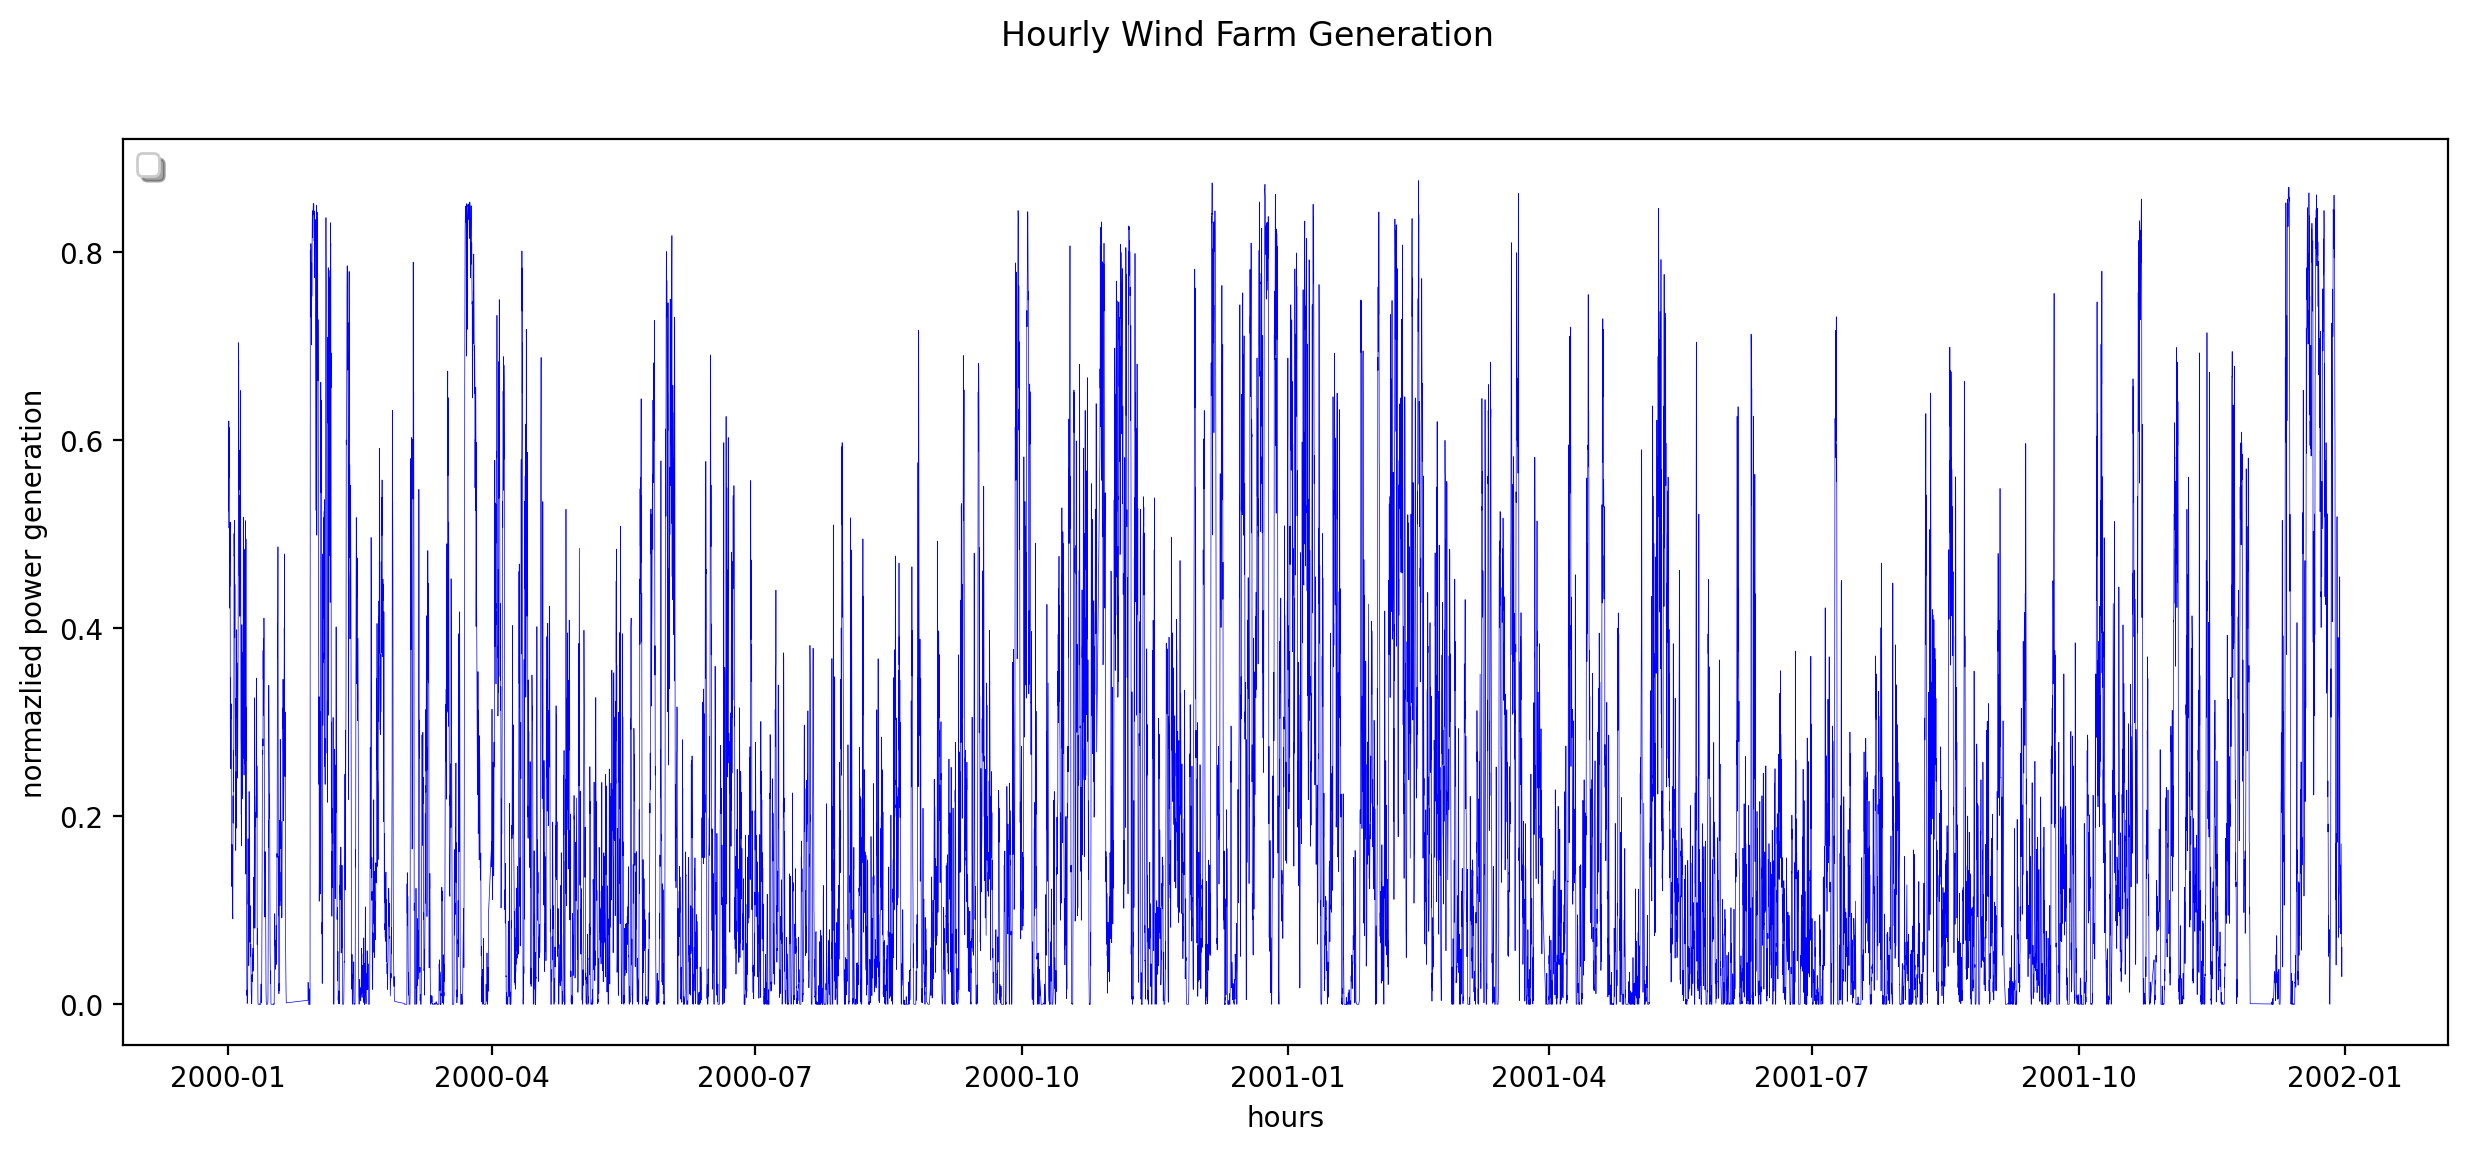 Hourly Wind Farm Generation
normazlied power generation
0.8
0.6
0.4
0.2
0.0
2000-01 2000-04 2000-07 2000-10 2001-01 2001-04 2001-07 2001-10 2002-01
hours